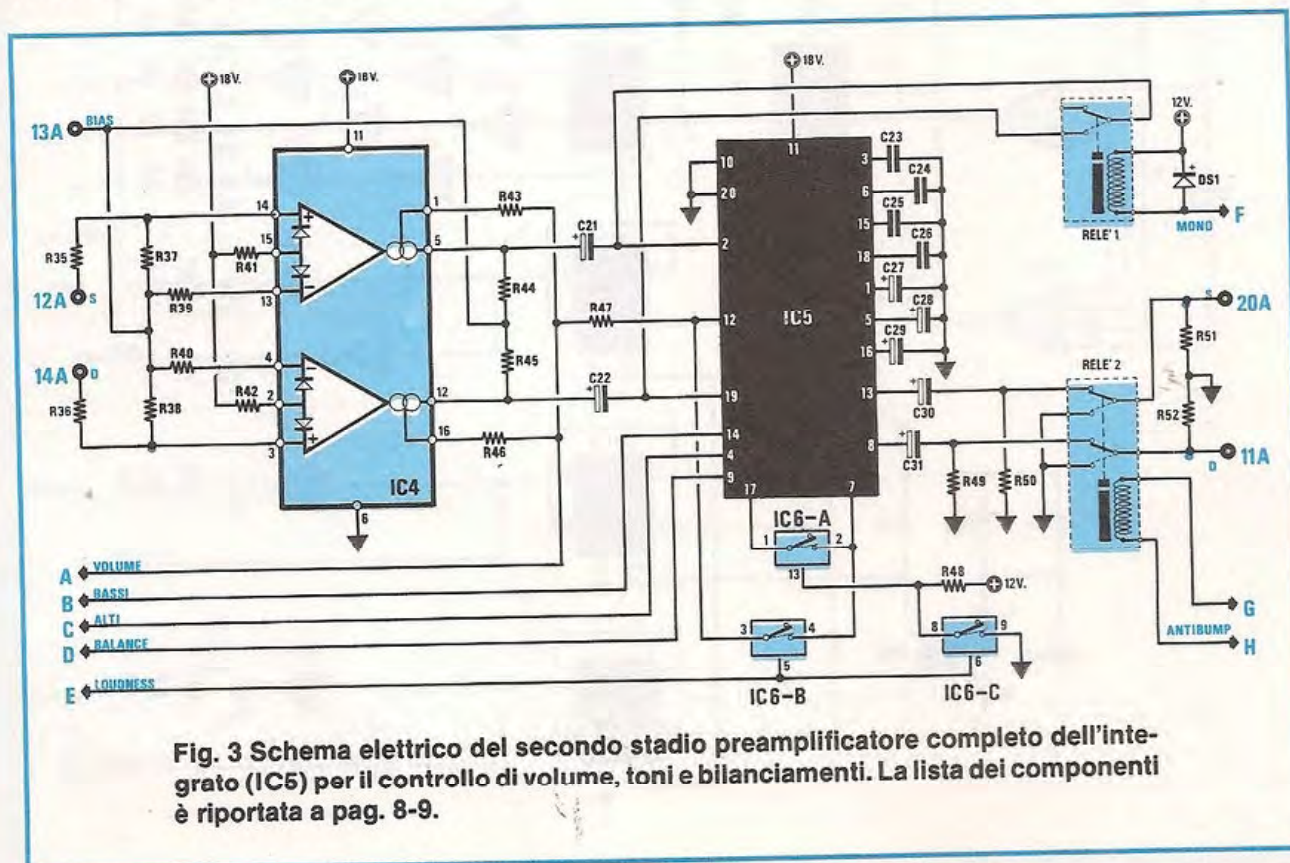 18V.
18V.
18V.
13A
BIAS
11
11
12V.
C23
10
3
C24
20
6
C25
15
C26
18
C27
1
C28
5
C29
16
DS1
F
MONO
RELE' 1
R43
1
14
5
C21
2
R35
R37
15
R41
R44
12A
S
R39
13
R47
12
IC5
S
20A
R51
RELE' 2
R40
4
R45
14A
D
R42
2
12
C22
19
13
C30
R52
R36
R38
3
16
R46
14
4
9
8
C31
D
11A
IC4
6
R49
R50
17
7
IC6-A
1
2
13
R48
12V.
A
VOLUME
B
BASSI
C
ALTI
D
BALANCE
E
LOUDNESS
3
4
5
IC6-B
8
9
6
IC6-C
G
ANTIBUMP
H
Fig. 3 Schema elettrico del secondo stadio preamplificatore completo dell'inte-
grato (IC5) per il controllo di volume, toni e bilanciamenti. La lista dei componenti
è riportata a pag. 8-9.